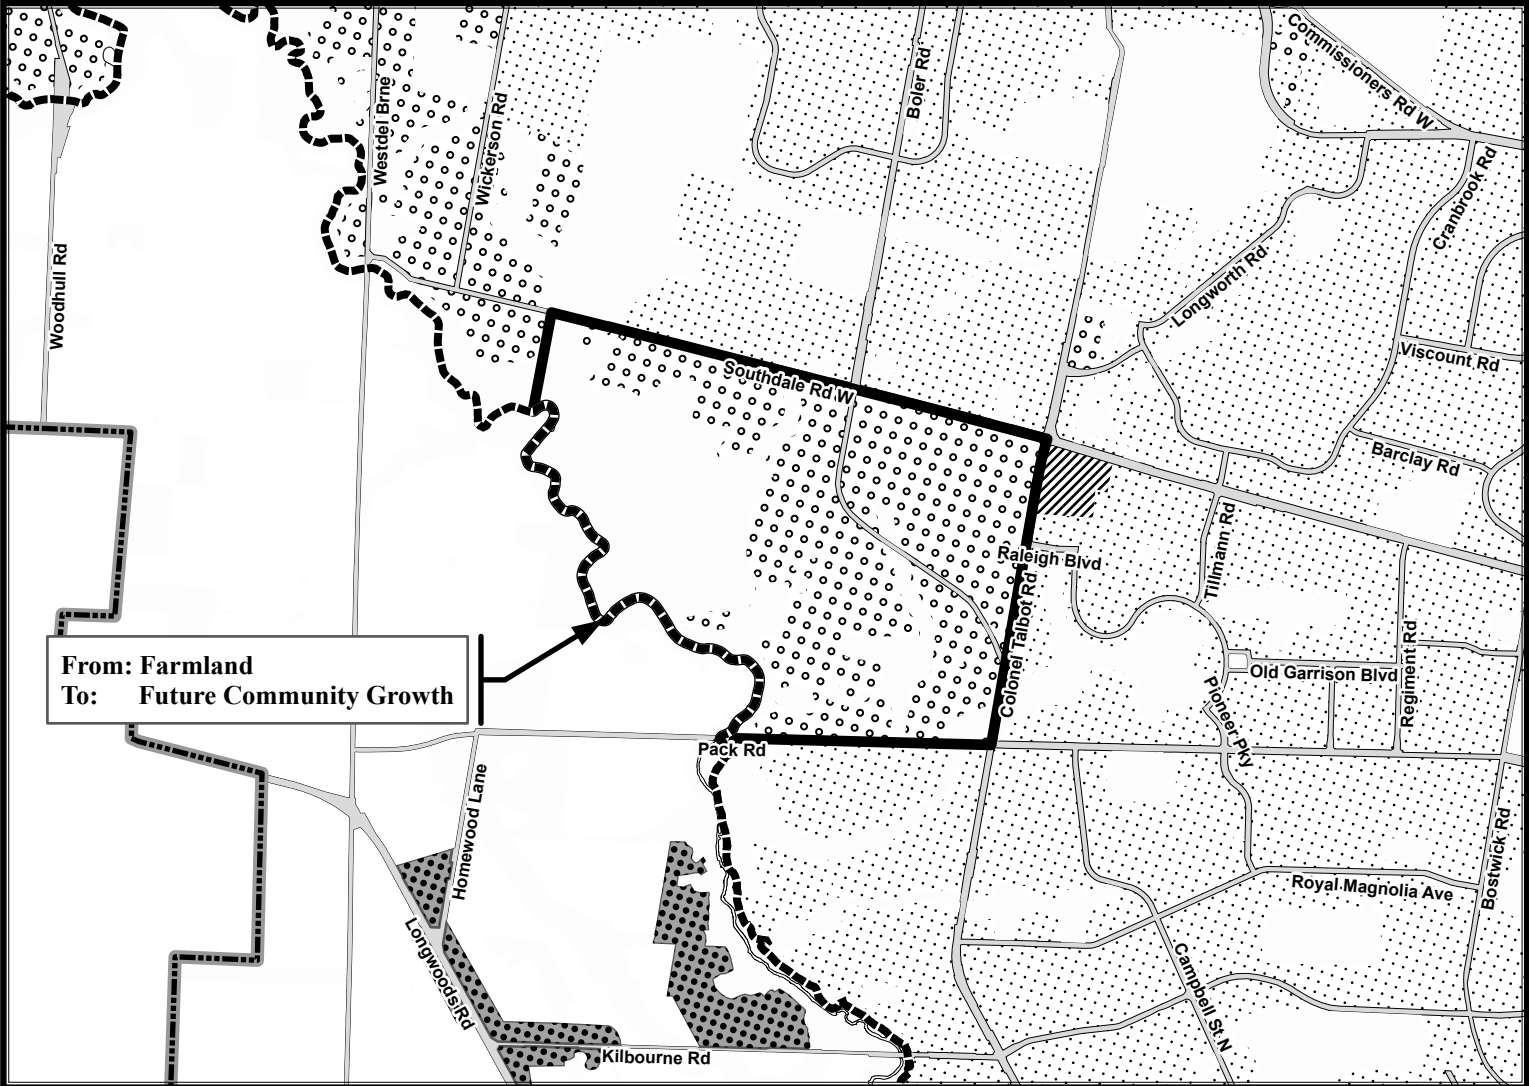 Commissioners Rd W
Boler Rd
Westdel Brne
Wickerson Rd
Cranbrook Rd
Woodhull Rd
Longworth Rd
Viscount Rd
Southdale Rd W
Barclay Rd
Tillmann Rd
Raleigh Blvd
Colonel Talbot Rd
From: Farmland
To: Future Community Growth
Old Garrison Blvd
Regiment Rd
Pioneer Pky
Pack Rd
Homewood Lane
Bostwick Rd
Royal Magnolia Ave
Longwoods Rd
Campbell St N
Kilbourne Rd